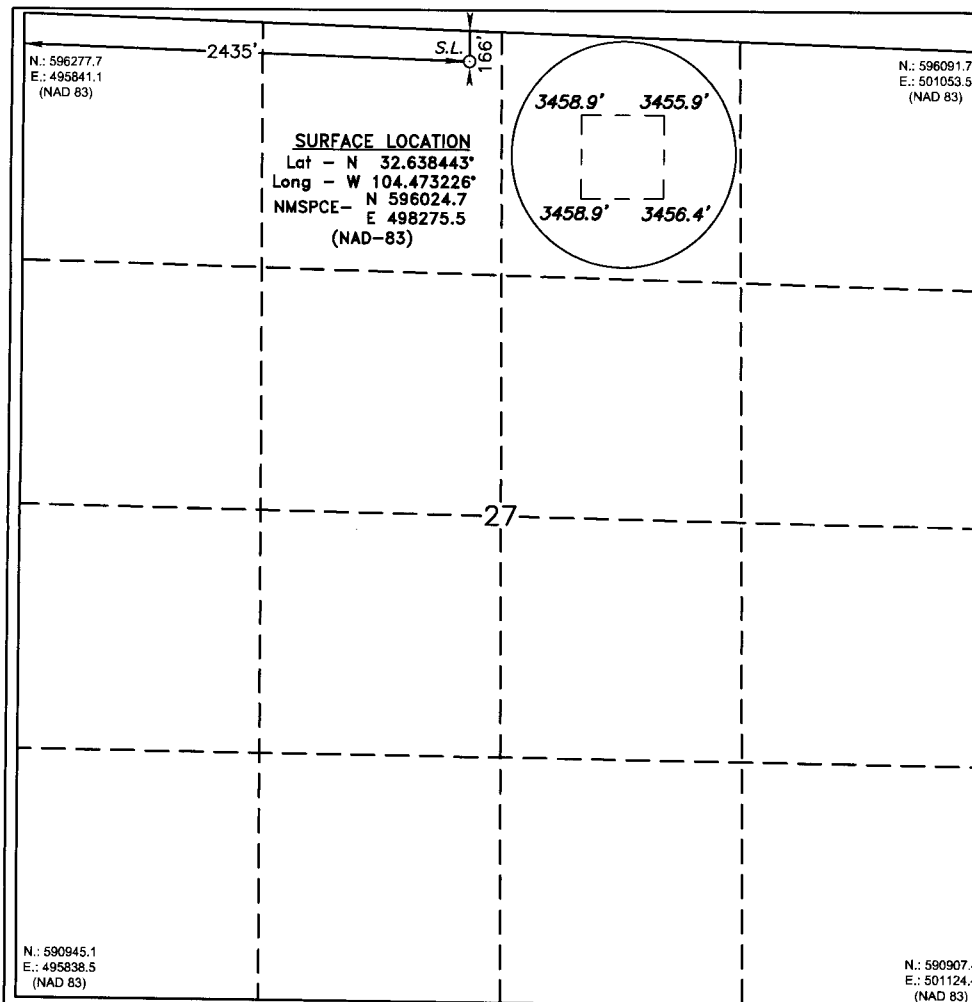 2435'
S.L.
166'
N.: 596277.7
E.: 495841.1
(NAD 83)
N.: 596091.7
E.: 501053.5
(NAD 83)
SURFACE LOCATION
Lat - N 32.638443°
Long - W 104.473226°
NMSPCE- N 596024.7
E 498275.5
(NAD-83)
3458.9' 3455.9'
3458.9' 3456.4'
27
N.: 590945.1
E.: 495838.5
(NAD 83)
N.: 590907.
E.: 501124.
(NAD 83)